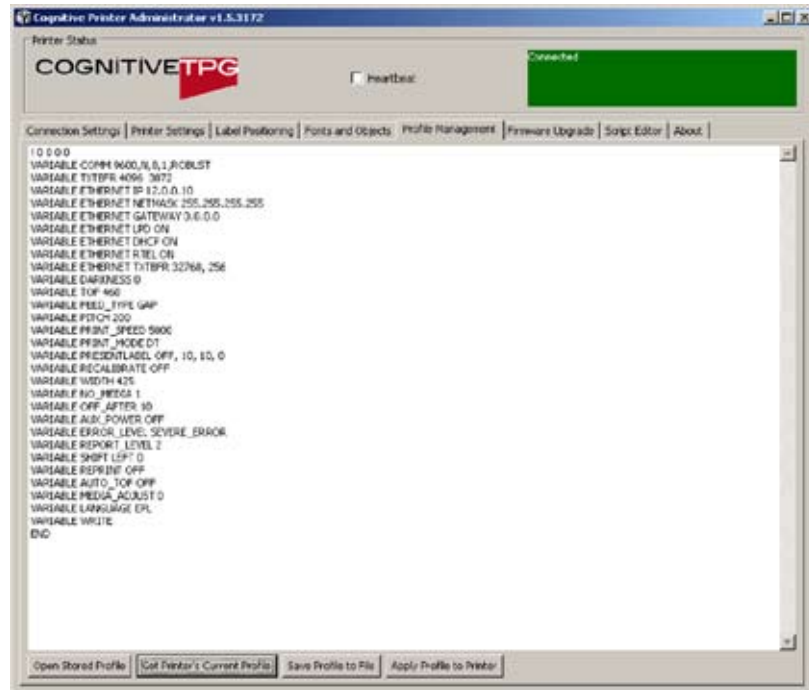 Cognitive Printer Administrator v1.5.3172
Printer Status
COGNITIVETPG
Heartbeat
Connected
Connection Settings Printer Settings Label Positioning Fonts and Objects Profile Management Firmware Upgrade Script Editor About
! 0 0 0 0
VARIABLE COMM 9600,N,8,1,ROBUST
VARIABLE TXTBFR 4096 3872
VARIABLE ETHERNET IP 12.0.0.10
VARIABLE ETHERNET NETMASK 255.255.255.255
VARIABLE ETHERNET GATEWAY 3.6.0.0
VARIABLE ETHERNET LPD ON
VARIABLE ETHERNET DHCP ON
VARIABLE ETHERNET RTEL ON
VARIABLE ETHERNET TXTBFR 32768, 256
VARIABLE DARKNESS 0
VARIABLE TOF 460
VARIABLE FEED_TYPE GAP
VARIABLE PITCH 200
VARIABLE PRINT_SPEED 5000
VARIABLE PRINT_MODE DT
VARIABLE PRESENTLABEL OFF, 10, 10, 0
VARIABLE RECALIBRATE OFF
VARIABLE WIDTH 425
VARIABLE NO_MEDIA 1
VARIABLE OFF_AFTER 10
VARIABLE AUX_POWER OFF
VARIABLE ERROR_LEVEL SEVERE_ERROR
VARIABLE REPORT_LEVEL 2
VARIABLE SHIFT LEFT 0
VARIABLE REPRINT OFF
VARIABLE AUTO_TOF OFF
VARIABLE MEDIA_ADJUST 0
VARIABLE LANGUAGE EPL
VARIABLE WRITE
END
Open Stored Profile Get Printer's Current Profile Save Profile to File Apply Profile to Printer